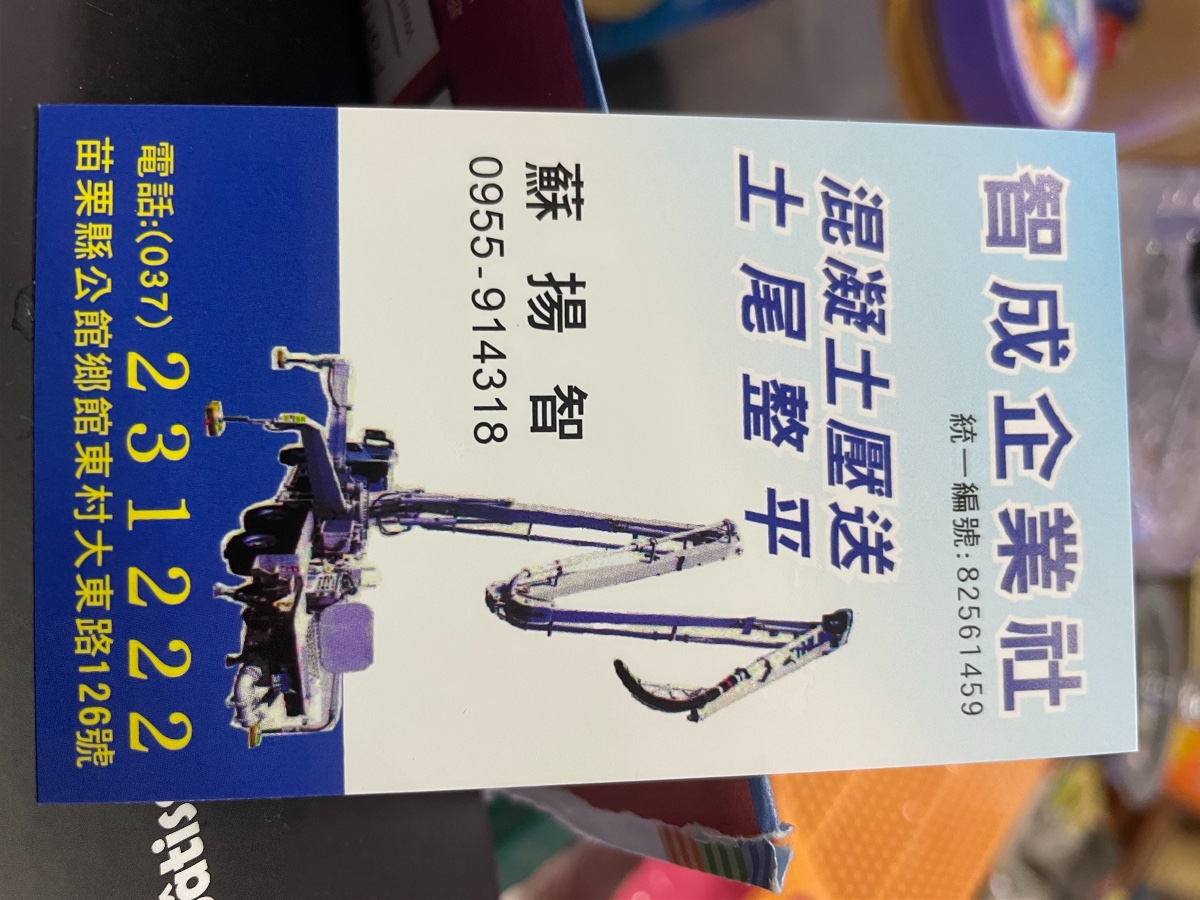 智成企業社
統一編號:82561459
混凝土壓送
土尾整平
蘇揚智
0955-914318
電話:(037)231222
苗栗縣公館鄉館東村大東路126號